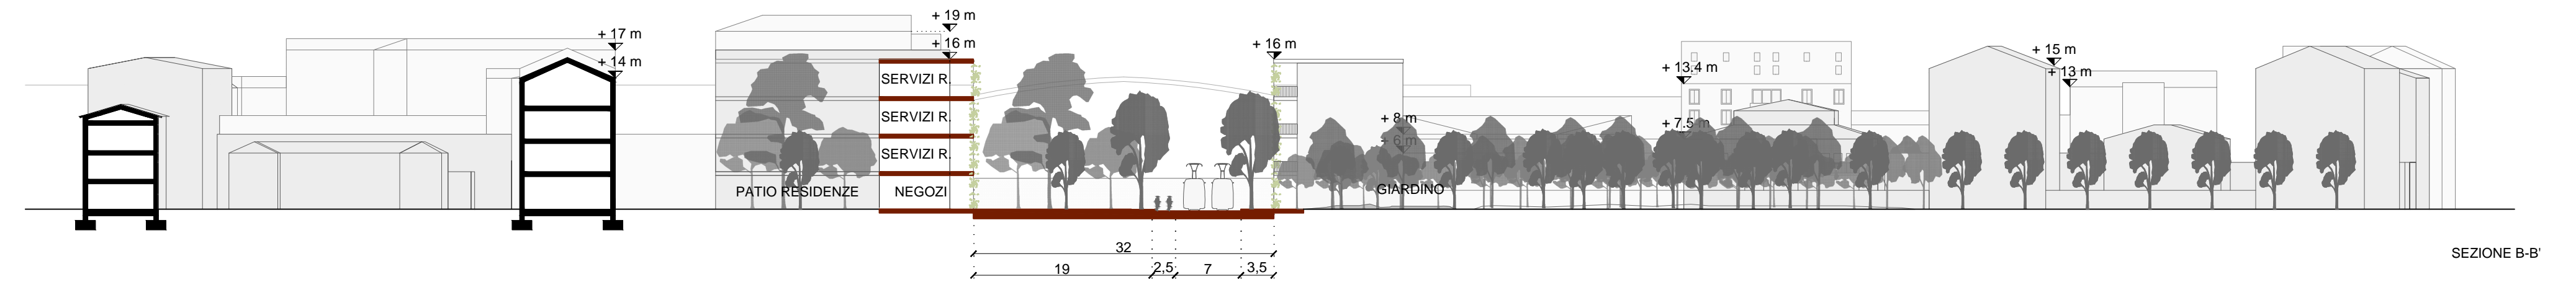 + 17 m
+ 14 m
+ 19 m
+ 16 m
SERVIZI R.
SERVIZI R.
SERVIZI R.
PATIO RESIDENZE
NEGOZI
+ 16 m
+ 8 m
+ 6 m
GIARDINO
+ 13.4 m
+ 7.5 m
+ 15 m
+ 13 m
32
19
2,5
7
3,5
SEZIONE B-B'